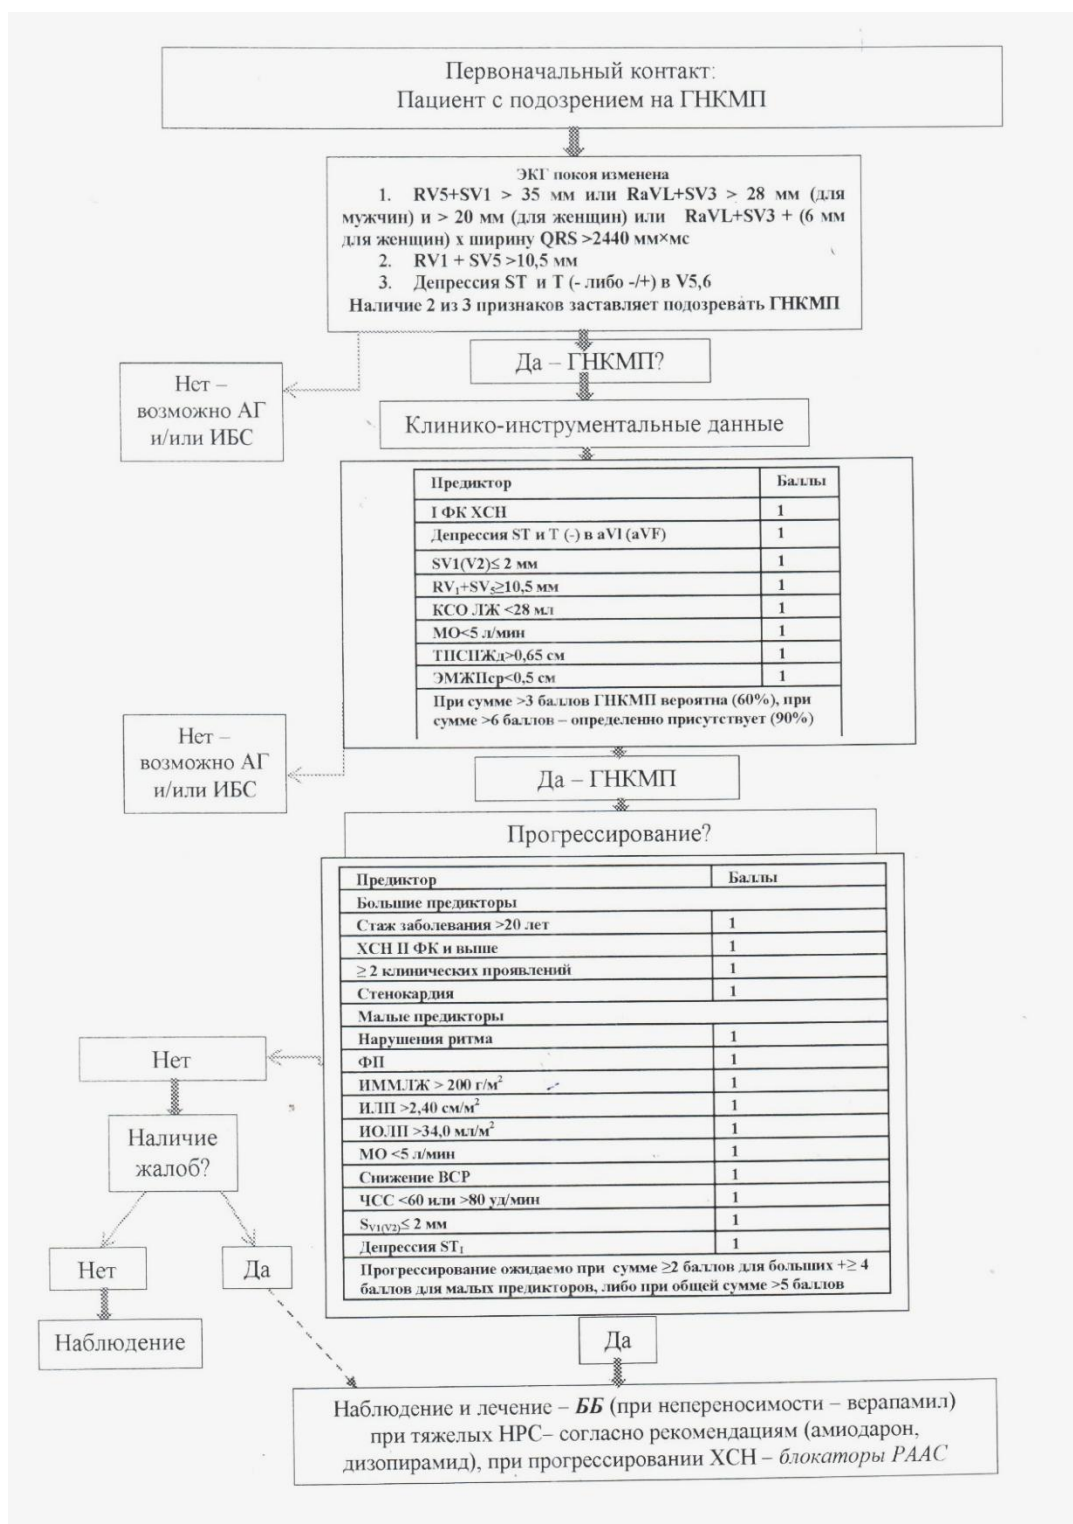 Первоначальный контакт:
Пациент с подозрением на ГНКМП
ЭКГ покоя изменена
1. RV5+SV1 > 35 мм или RaVL+SV3 > 28 мм (для
мужчин) и > 20 мм (для женщин) или RaVL+SV3 + (6 мм
для женщин) x ширину QRS >2440 мм×мс
2. RV1 + SV5 >10,5 мм
3. Депрессия ST и T (- либо -/+) в V5,6
Наличие 2 из 3 признаков заставляет подозревать ГНКМП
Да – ГНКМП?
Нет –
возможно АГ
и/или ИБС
Клинико-инструментальные данные
Предиктор Баллы
I ФК ХСН 1
Депрессия ST и T (-) в aVl (aVF) 1
SV1(V2)≤ 2 мм 1
RV₁+SV₅≥10,5 мм 1
КСО ЛЖ <28 мл 1
МО<5 л/мин 1
ТПСПЖд>0,65 см 1
ЭМЖПср<0,5 см 1
При сумме >3 баллов ГНКМП вероятна (60%), при
сумме >6 баллов – определенно присутствует (90%)
Нет –
возможно АГ
и/или ИБС
Да – ГНКМП
Прогрессирование?
Предиктор Баллы
Большие предикторы
Стаж заболевания >20 лет 1
ХСН II ФК и выше 1
≥ 2 клинических проявлений 1
Стенокардия 1
Малые предикторы
Нарушения ритма 1
ФП 1
ИММЛЖ > 200 г/м² 1
ИЛП >2,40 см/м² 1
ИОЛП >34,0 мл/м² 1
МО <5 л/мин 1
Снижение ВСР 1
ЧСС <60 или >80 уд/мин 1
SV1(V2)≤ 2 мм 1
Депрессия STI 1
Прогрессирование ожидаемо при сумме ≥2 баллов для больших +≥ 4
баллов для малых предикторов, либо при общей сумме >5 баллов
Нет
Наличие
жалоб?
Нет
Да
Наблюдение
Да
Наблюдение и лечение – ББ (при непереносимости – верапамил)
при тяжелых НРС– согласно рекомендациям (амиодарон,
дизопирамид), при прогрессировании ХСН – блокаторы РААС